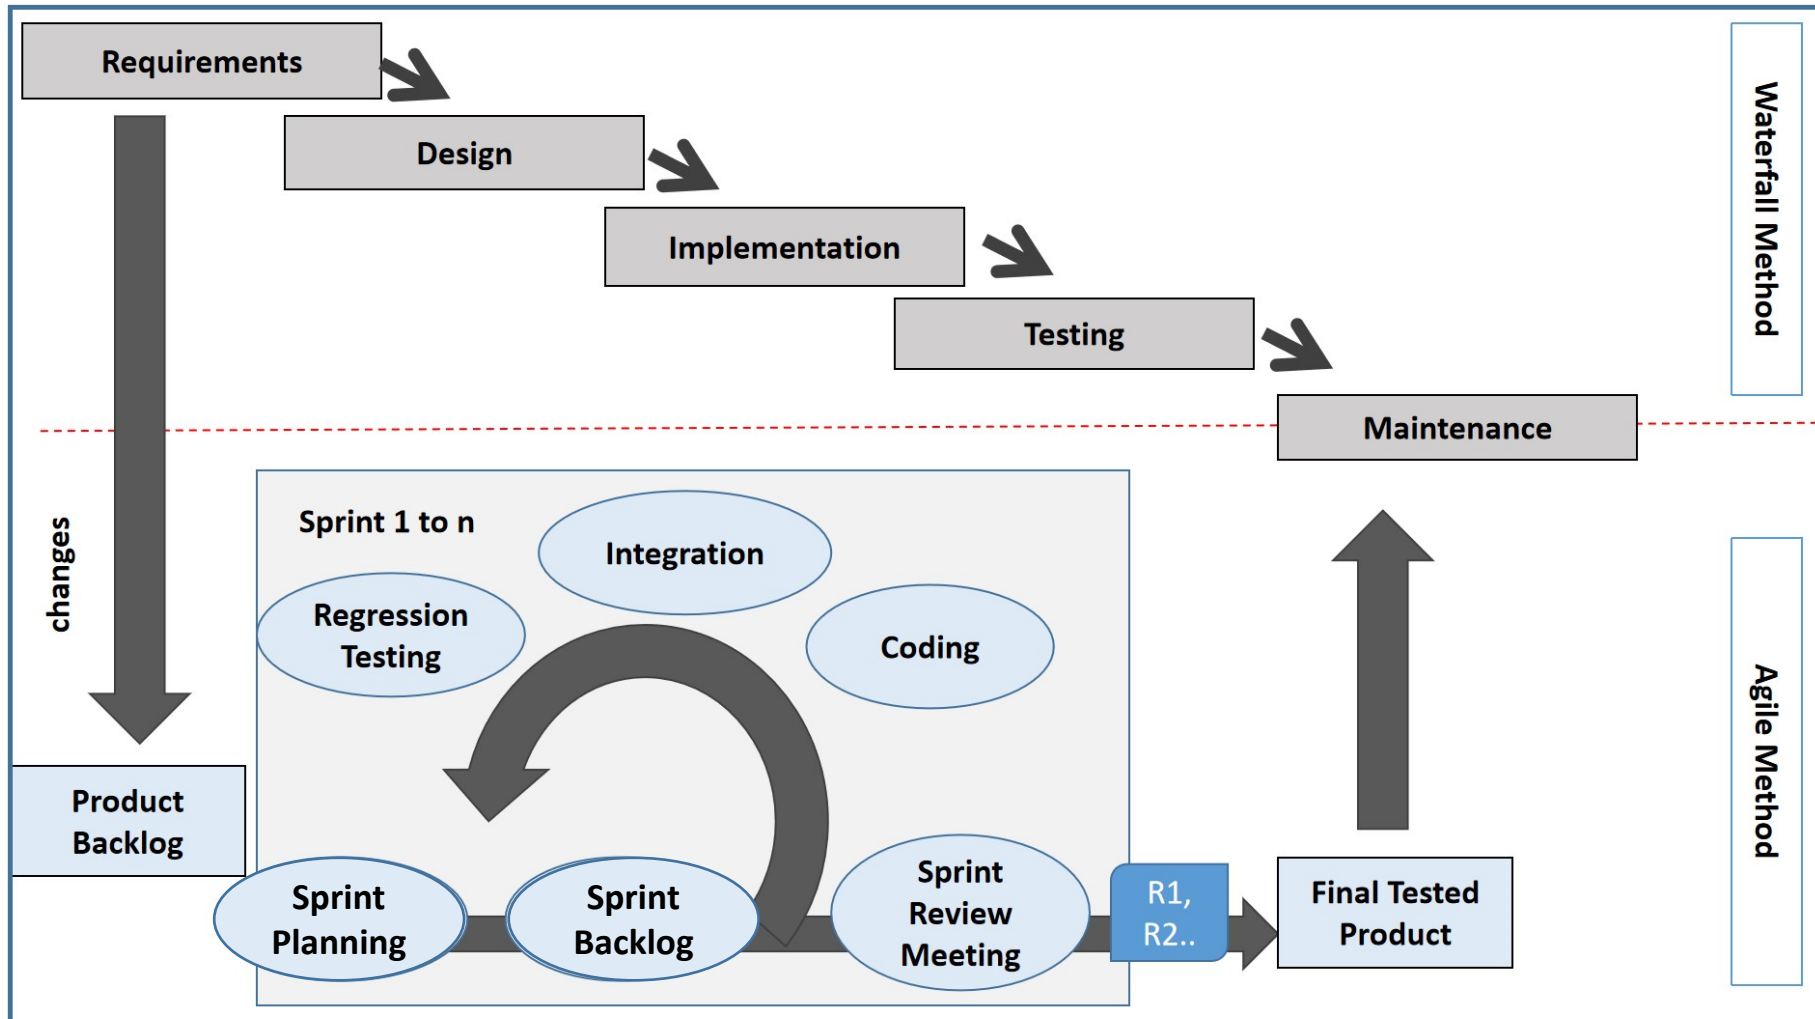 Requirements
Design
Implementation
Testing
Maintenance
Waterfall Method
changes
Sprint 1 to n
Integration
Regression
Testing
Coding
Product
Backlog
Sprint
Planning
Sprint
Backlog
Sprint
Review
Meeting
R1,
R2..
Final Tested
Product
Agile Method